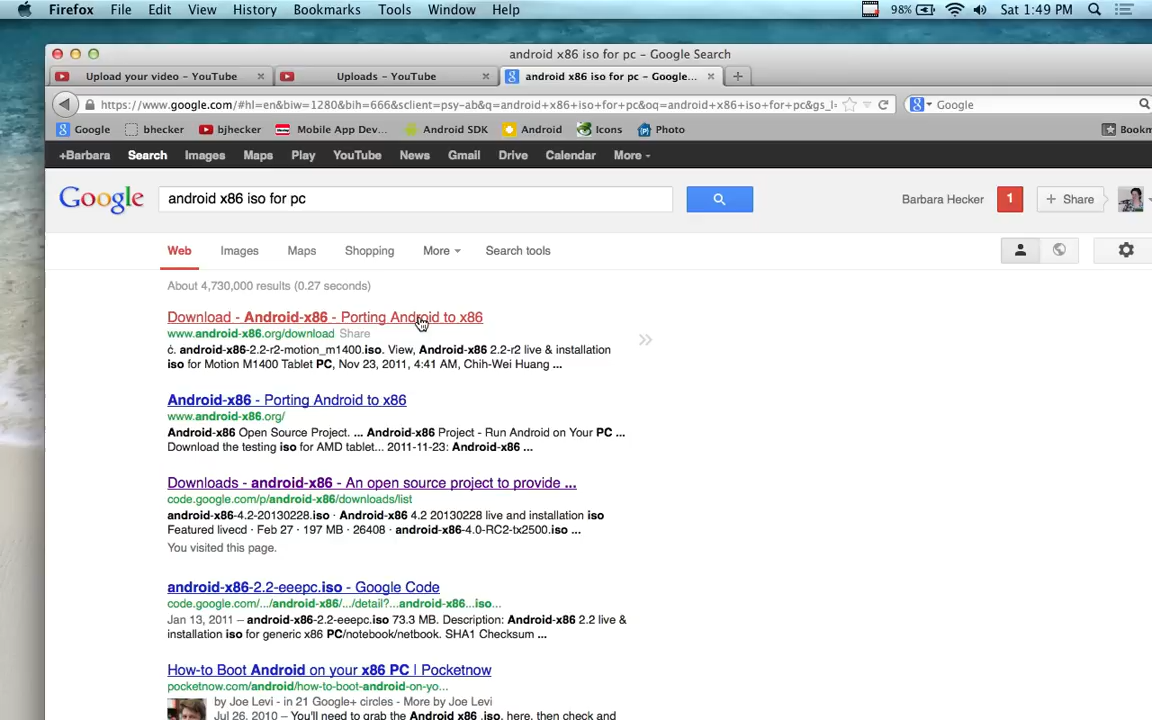 Firefox File Edit View History Bookmarks Tools Window Help 98% Sat 1:49 PM
android x86 iso for pc - Google Search
Upload your video - YouTube Uploads - YouTube android x86 iso for pc - Google...
https://www.google.com/#hl=en&biw=1280&bih=666&sclient=psy-ab&q=android+x86+iso+for+pc&oq=android+x86+iso+for+pc&gs_l= Google
Google bhecker bjhecker Mobile App Dev... Android SDK Android Icons Photo Bookm
+Barbara Search Images Maps Play YouTube News Gmail Drive Calendar More
Google android x86 iso for pc Barbara Hecker 1 + Share
Web Images Maps Shopping More Search tools
About 4,730,000 results (0.27 seconds)
Download - Android-x86 - Porting Android to x86
www.android-x86.org/download Share
ċ. android-x86-2.2-r2-motion_m1400.iso. View, Android-x86 2.2-r2 live & installation
iso for Motion M1400 Tablet PC, Nov 23, 2011, 4:41 AM, Chih-Wei Huang ...
Android-x86 - Porting Android to x86
www.android-x86.org/
Android-x86 Open Source Project. ... Android-x86 Project - Run Android on Your PC ...
Download the testing iso for AMD tablet... 2011-11-23: Android-x86 ...
Downloads - android-x86 - An open source project to provide ...
code.google.com/p/android-x86/downloads/list
android-x86-4.2-20130228.iso · Android-x86 4.2 20130228 live and installation iso
Featured livecd · Feb 27 · 197 MB · 26408 · android-x86-4.0-RC2-tx2500.iso ...
You visited this page.
android-x86-2.2-eeepc.iso - Google Code
code.google.com/.../android-x86/.../detail?...android-x86...iso...
Jan 13, 2011 – android-x86-2.2-eeepc.iso 73.3 MB. Description: Android-x86 2.2 live &
installation iso for generic x86 PC/notebook/netbook. SHA1 Checksum ...
How-to Boot Android on your x86 PC | Pocketnow
pocketnow.com/android/how-to-boot-android-on-yo...
by Joe Levi - in 21 Google+ circles - More by Joe Levi
Jul 26, 2010 – You'll need to grab the Android x86 .iso, here, then check and